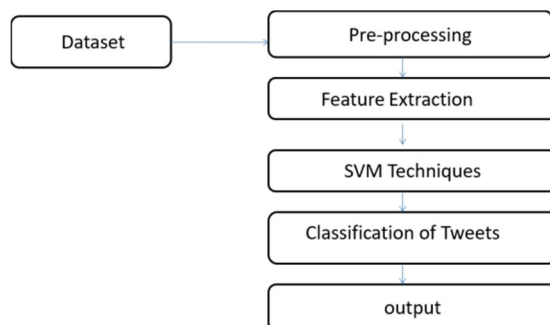 Dataset
Pre-processing
Feature Extraction
SVM Techniques
Classification of Tweets
output